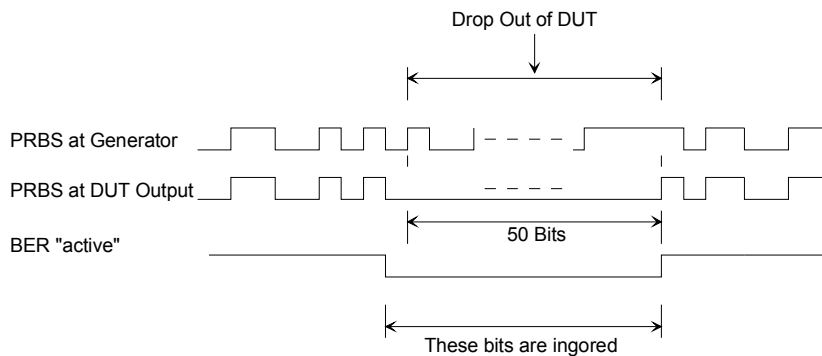 Drop Out of DUT
PRBS at Generator
PRBS at DUT Output
50 Bits
BER "active"
These bits are ingored